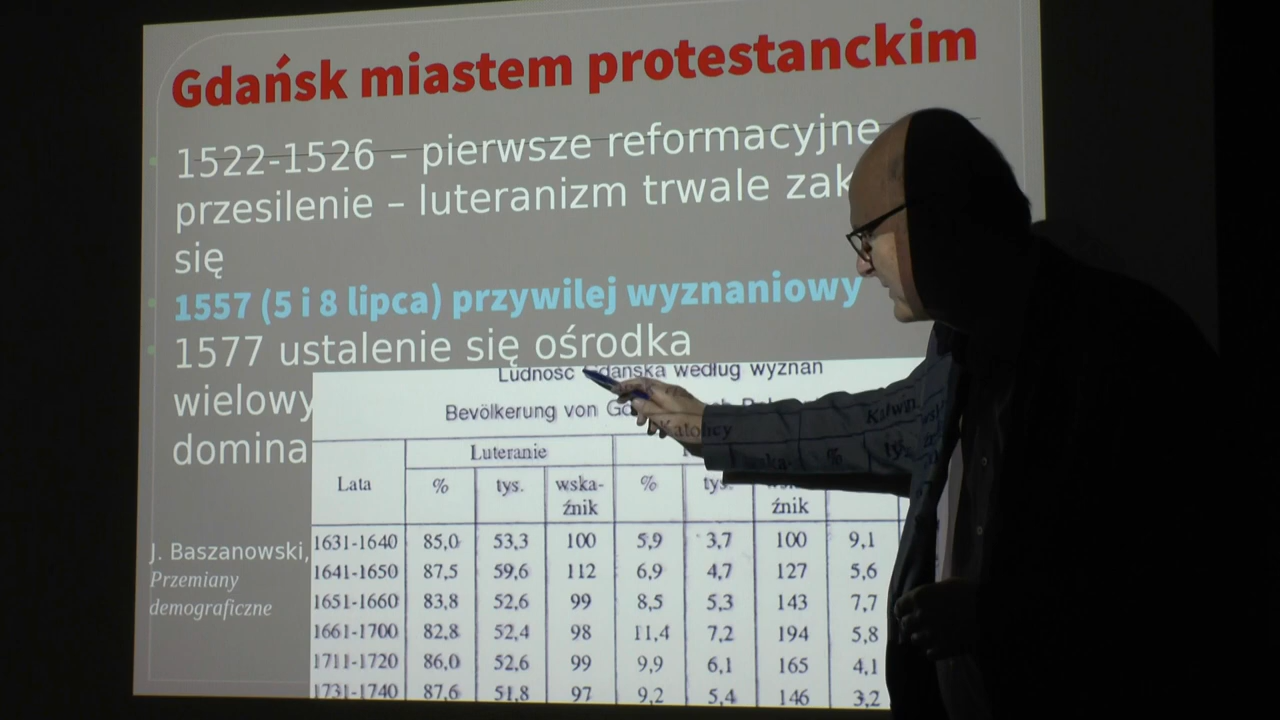 Gdańsk miastem protestanckim
1522-1526 – pierwsze reformacyjne
przesilenie – luteranizm trwale zak
się
1557 (5 i 8 lipca) przywilej wyznaniowy
1577 ustalenie się ośrodka
wielowy
domina
Ludność Gdańska według wyznań
Bevölkerung von
Katolicy
Kalwin
Luteranie
Lata % tys. wska-źnik % tys. wska-źnik %
1631-1640 85,0 53,3 100 5,9 3,7 100 9,1
1641-1650 87,5 59,6 112 6,9 4,7 127 5,6
1651-1660 83,8 52,6 99 8,5 5,3 143 7,7
1661-1700 82,8 52,4 98 11,4 7,2 194 5,8
1711-1720 86,0 52,6 99 9,9 6,1 165 4,1
1731-1740 87,6 51,8 97 9,2 5,4 146 3,2
J. Baszanowski,
Przemiany
demograficzne